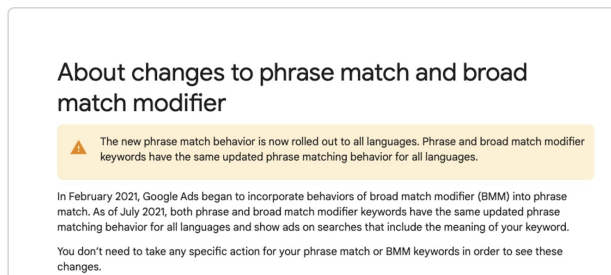 About changes to phrase match and broad
match modifier
The new phrase match behavior is now rolled out to all languages. Phrase and broad match modifier
keywords have the same updated phrase matching behavior for all languages.
In February 2021, Google Ads began to incorporate behaviors of broad match modifier (BMM) into phrase
match. As of July 2021, both phrase and broad match modifier keywords have the same updated phrase
matching behavior for all languages and show ads on searches that include the meaning of your keyword.
You don’t need to take any specific action for your phrase match or BMM keywords in order to see these
changes.